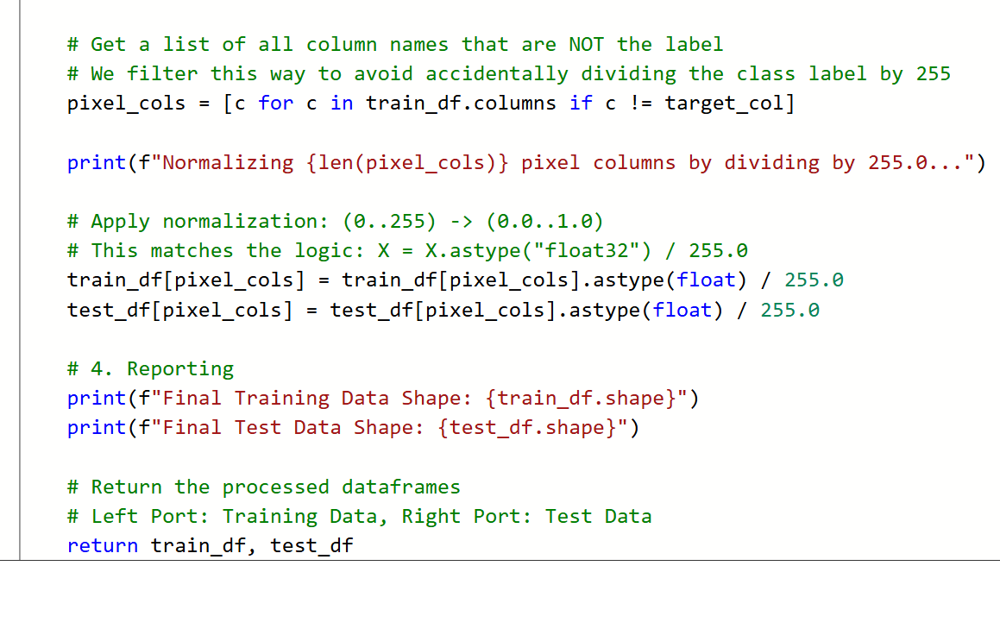 # Get a list of all column names that are NOT the label
# We filter this way to avoid accidentally dividing the class label by 255
pixel_cols = [c for c in train_df.columns if c != target_col]
print(f"Normalizing {len(pixel_cols)} pixel columns by dividing by 255.0...")
# Apply normalization: (0..255) -> (0.0..1.0)
# This matches the logic: X = X.astype("float32") / 255.0
train_df[pixel_cols] = train_df[pixel_cols].astype(float) / 255.0
test_df[pixel_cols] = test_df[pixel_cols].astype(float) / 255.0
# 4. Reporting
print(f"Final Training Data Shape: {train_df.shape}")
print(f"Final Test Data Shape: {test_df.shape}")
# Return the processed dataframes
# Left Port: Training Data, Right Port: Test Data
return train_df, test_df